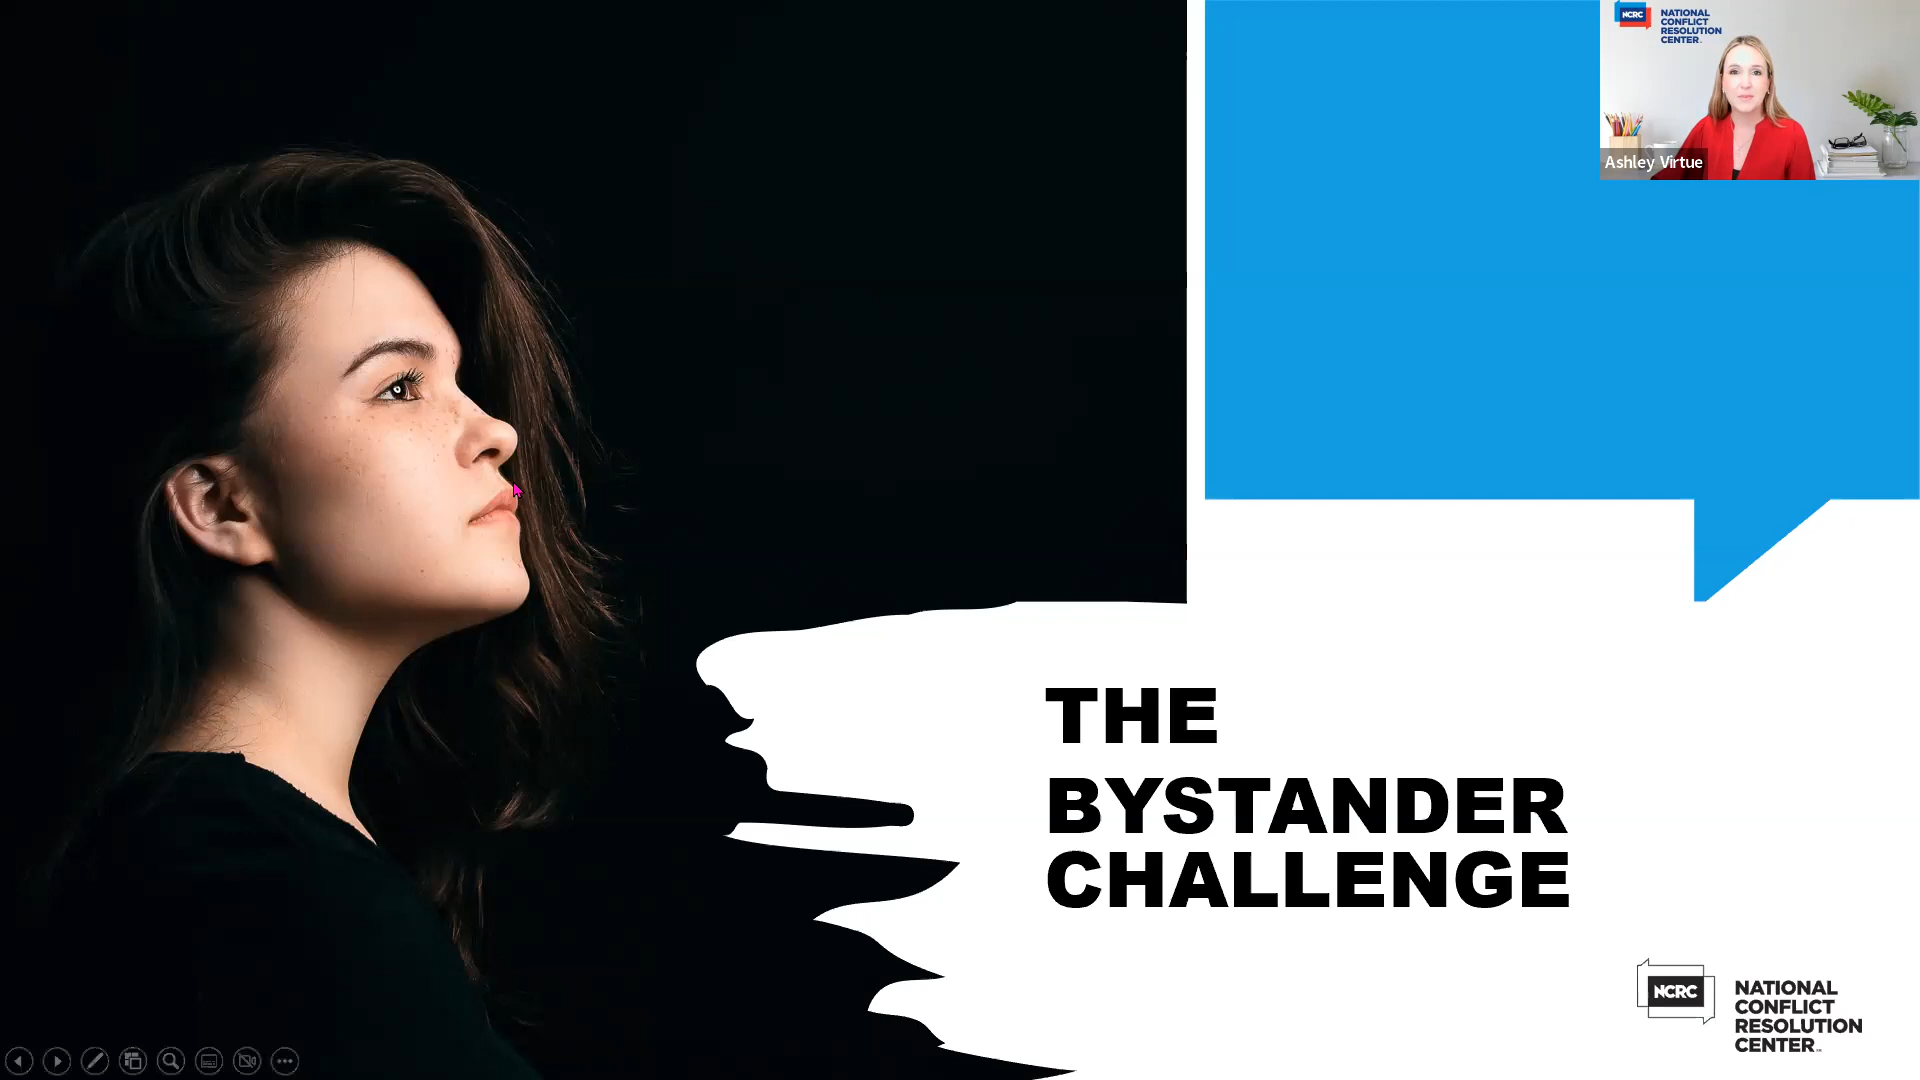 NCRC
NATIONAL
CONFLICT
RESOLUTION
CENTER
Ashley Virtue
THE
BYSTANDER
CHALLENGE
NCRC
NATIONAL
CONFLICT
RESOLUTION
CENTER